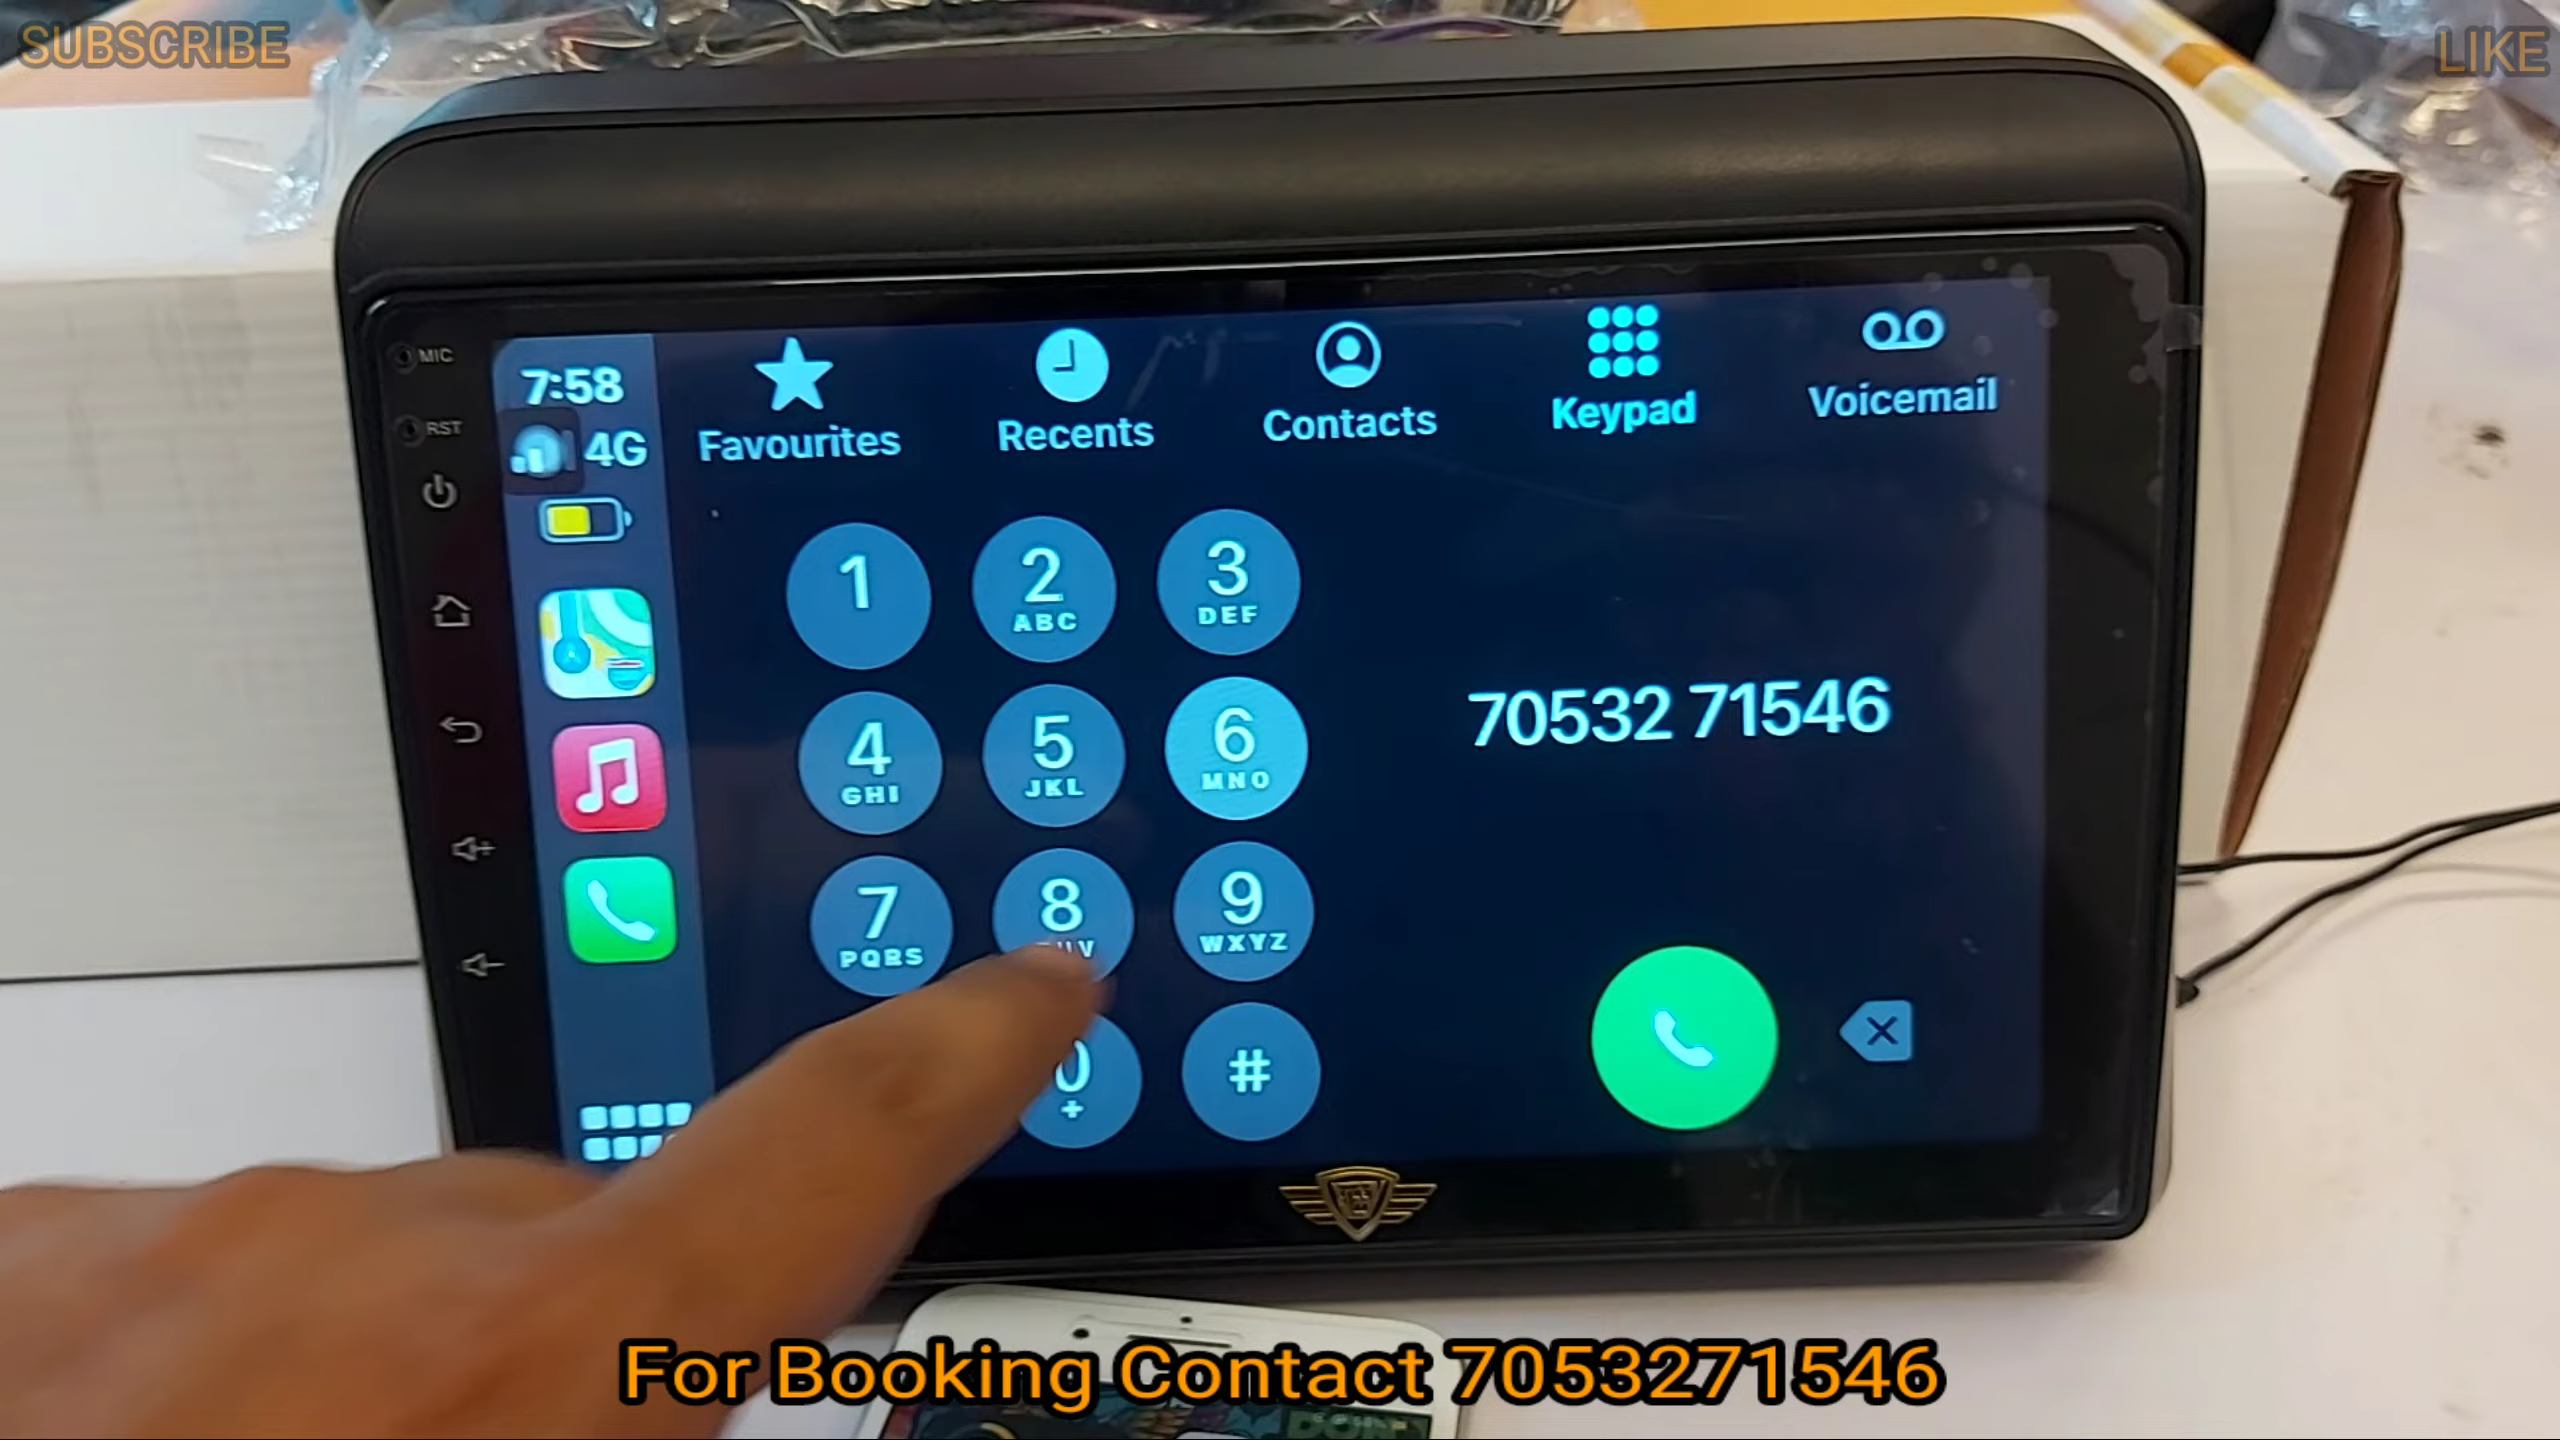 SUBSCRIBE
LIKE
MIC
RST
7:58
4G
Favourites
Recents
Contacts
Keypad
Voicemail
1
2
ABC
3
DEF
4
GHI
5
JKL
6
MNO
70532 71546
7
PQRS
8
9
WXYZ
0
+
#
For Booking Contact 7053271546